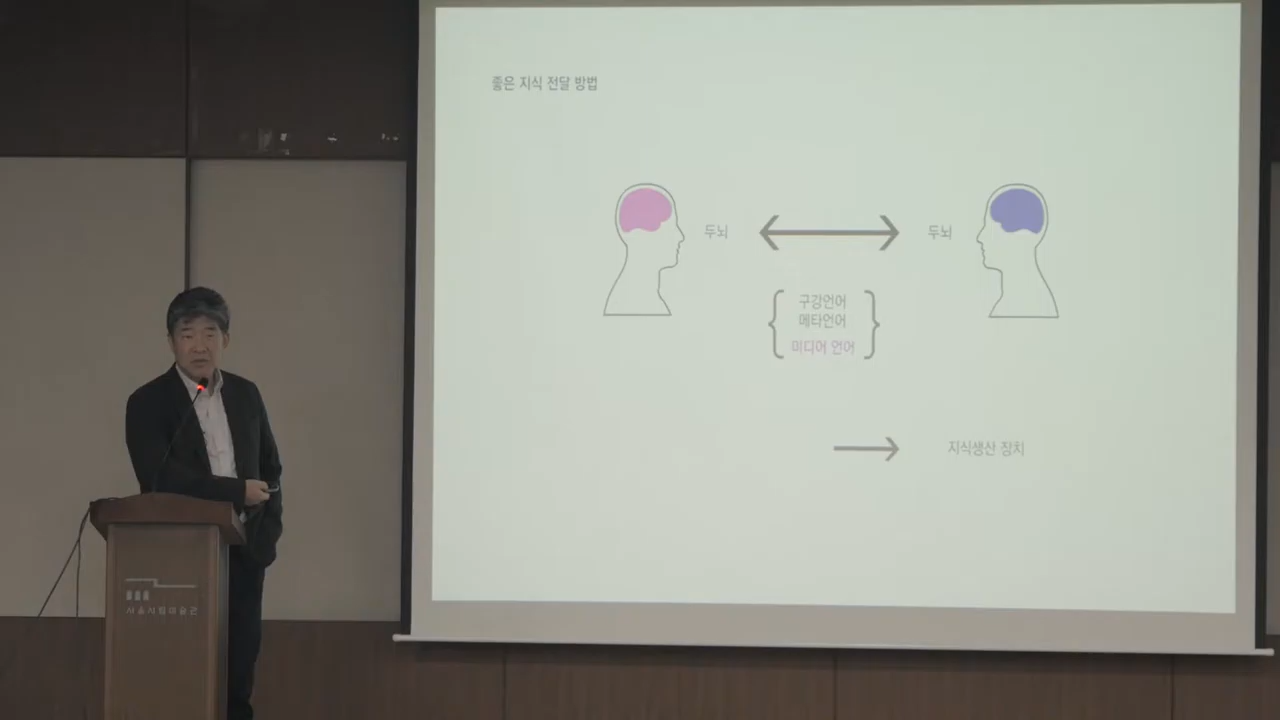 좋은 지식 전달 방법
두뇌
두뇌
구강언어
메타언어
미디어 언어
지식생산 장치
서울시립미술관